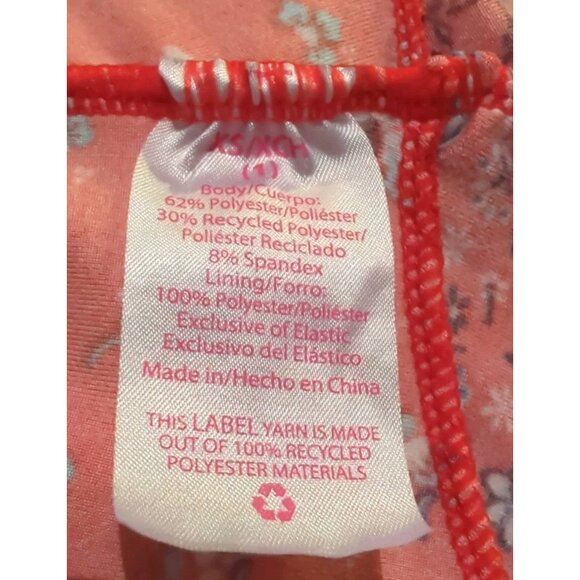 XS/XCH
(1)
Body/Cuerpo:
62% Polyester/Poliéster
30% Recycled Polyester/
Poliéster Reciclado
8% Spandex
Lining/Forro:
100% Polyester/Poliéster
Exclusive of Elastic
Exclusivo del Elástico
Made in/Hecho en China
THIS LABEL YARN IS MADE
OUT OF 100% RECYCLED
POLYESTER MATERIALS